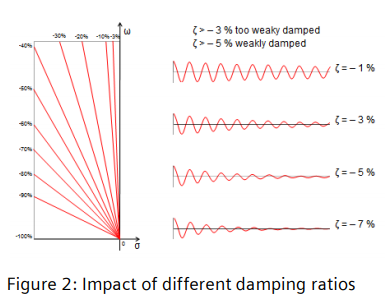 -40%
-30%
-20%
-10%
-3%
ω
-50%
-60%
-70%
-80%
-90%
-100%
0
σ
ζ > – 3 % too weaky damped
ζ > – 5 % weakly damped
ζ = – 1 %
ζ = – 3 %
ζ = – 5 %
ζ = – 7 %
Figure 2: Impact of different damping ratios